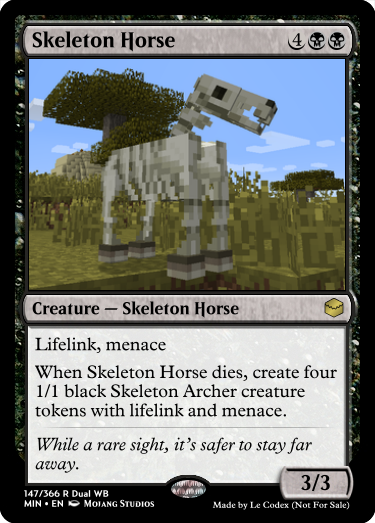 Skeleton Horse 4
Creature — Skeleton Horse
Lifelink, menace
When Skeleton Horse dies, create four
1/1 black Skeleton Archer creature
tokens with lifelink and menace.
While a rare sight, it's safer to stay far
away.
3/3
147/366 R Dual WB
MIN • EN Mojang Studios
Made by Le Codex (Not For Sale)